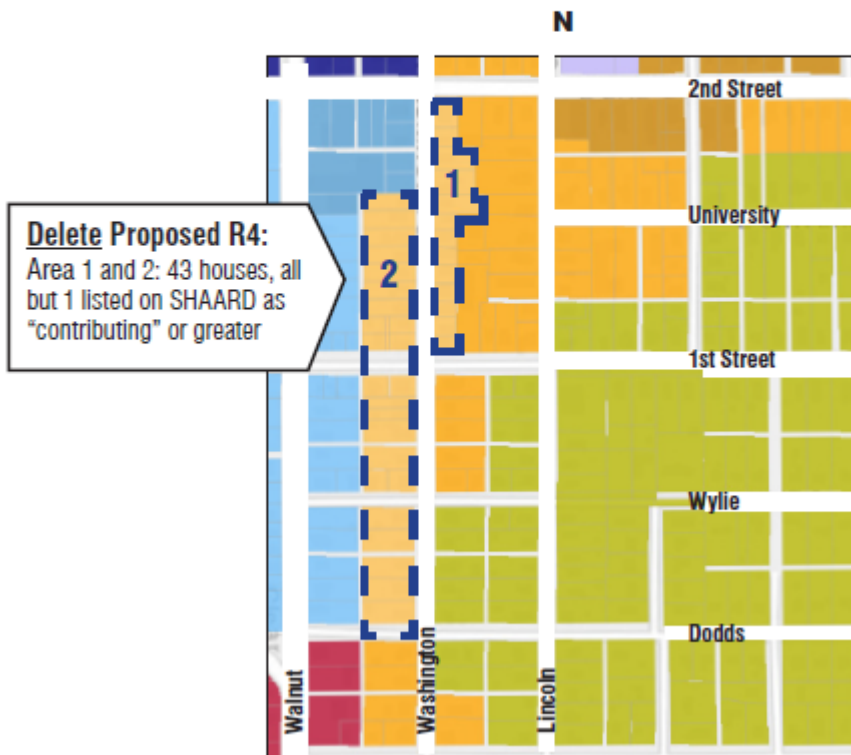 N
2nd Street
1
University
Delete Proposed R4:
Area 1 and 2: 43 houses, all
but 1 listed on SHAARD as
“contributing” or greater
2
1st Street
Wylie
Dodds
Walnut
Washington
Lincoln